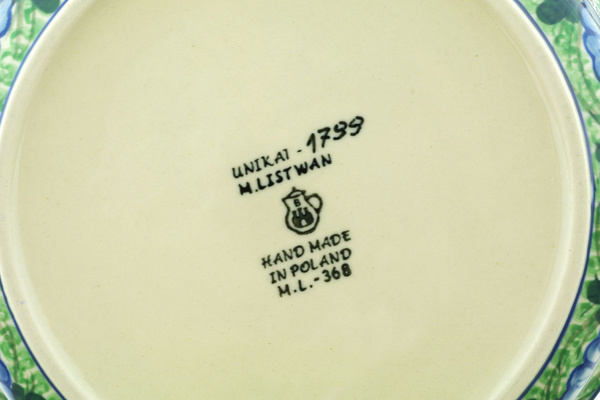 UNIKAT - 1799
M. LISTWAN
B
HAND MADE
IN POLAND
M.L.-368